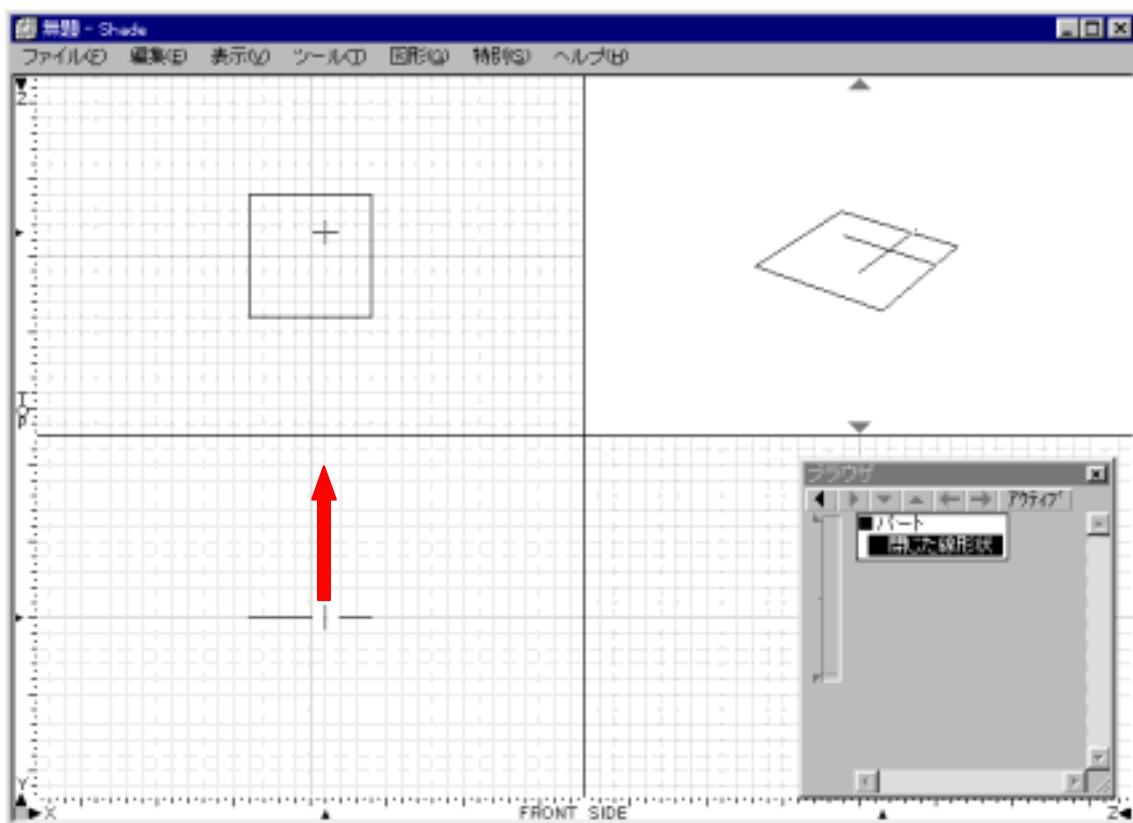 無題 - Shade
ファイル(F) 編集(E) 表示(V) ツール(T) 図形(G) 特別(S) ヘルプ(H)
Z
TOP
ブラウザ
アクティブ
パート
閉じた線形状
Y
X FRONT SIDE Z